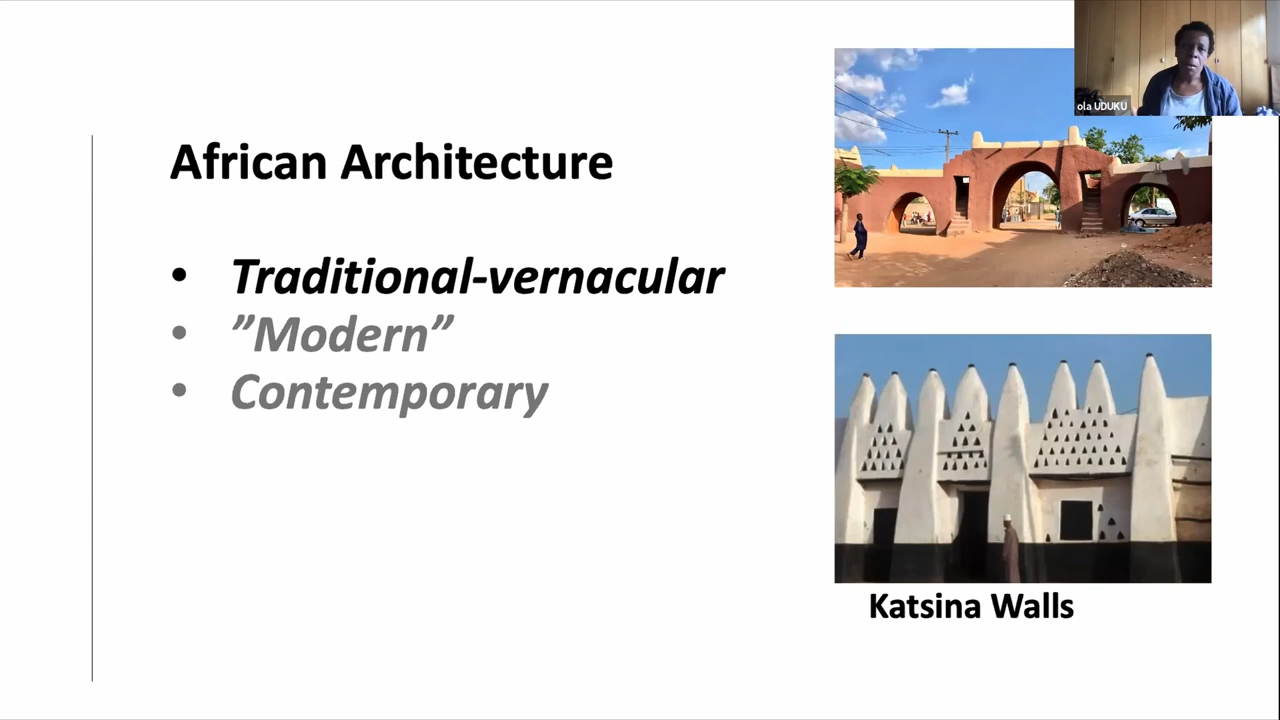 ola UDUKU
African Architecture
• Traditional-vernacular
• ”Modern”
• Contemporary
Katsina Walls